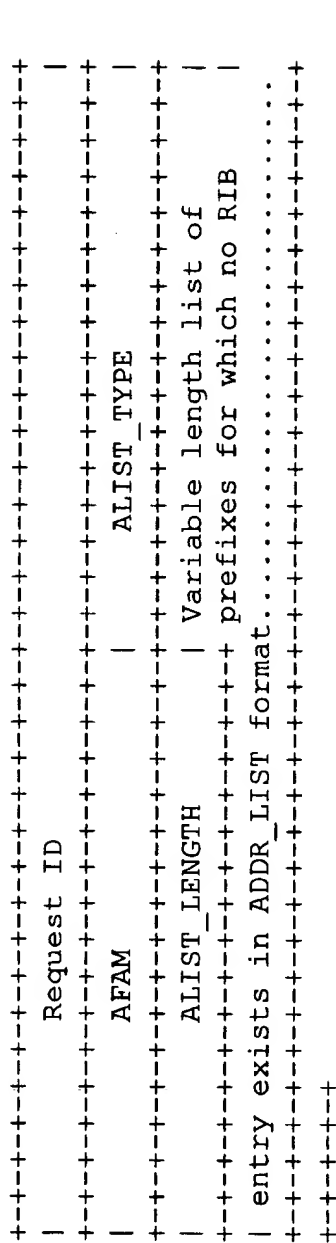 +-+-+-+-+-+-+-+-+-+-+-+-+-+-+-+-+-+-+-+-+-+-+-+-+-+-+-+-+-+-+-+-+
| Request ID |
+-+-+-+-+-+-+-+-+-+-+-+-+-+-+-+-+-+-+-+-+-+-+-+-+-+-+-+-+-+-+-+-+
| AFAM | ALIST_TYPE |
+-+-+-+-+-+-+-+-+-+-+-+-+-+-+-+-+-+-+-+-+-+-+-+-+-+-+-+-+-+-+-+-+
| ALIST_LENGTH | Variable length list of |
+-+-+-+-+-+-+-+-+-+-+-+-+-+-+-+-+ prefixes for which no RIB |
| entry exists in ADDR_LIST format..............................
+-+-+-+-+-+-+-+-+-+-+-+-+-+-+-+-+-+-+-+-+-+-+-+-+-+-+-+-+-+-+-+-+
+-+-+-+-+